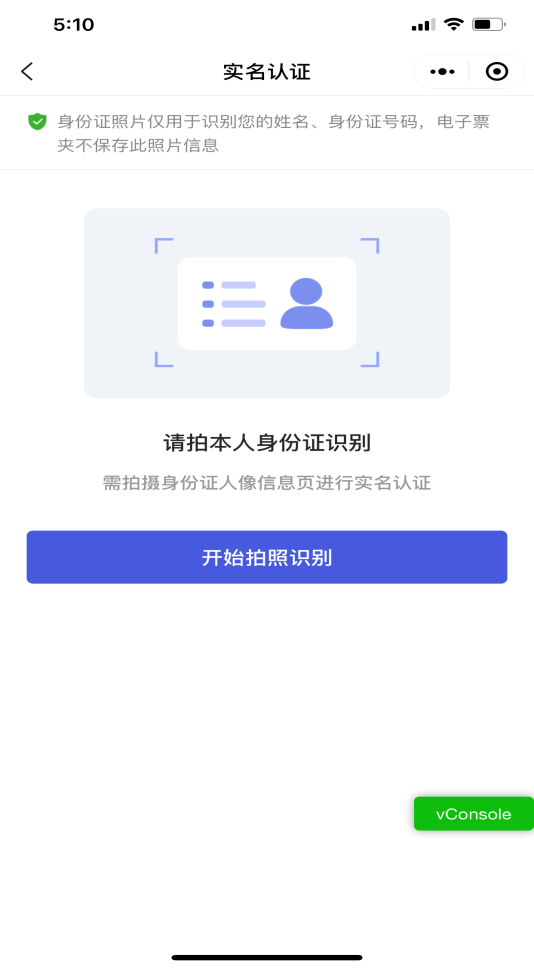 5:10
实名认证
身份证照片仅用于识别您的姓名、身份证号码，电子票
夹不保存此照片信息
请拍本人身份证识别
需拍摄身份证人像信息页进行实名认证
开始拍照识别
vConsole